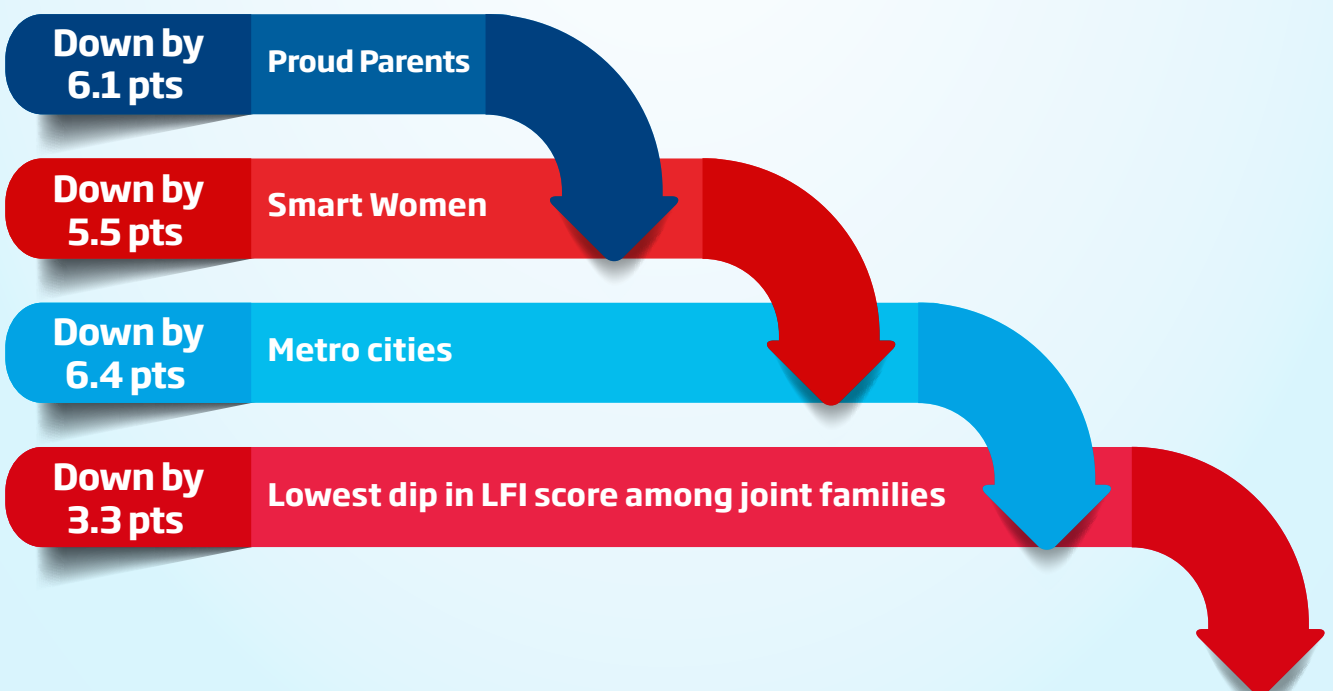 Down by
6.1 pts
Proud Parents
Down by
5.5 pts
Smart Women
Down by
6.4 pts
Metro cities
Down by
3.3 pts
Lowest dip in LFI score among joint families